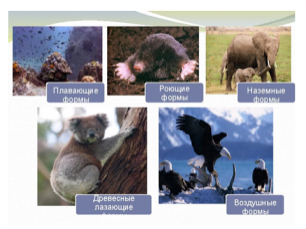 Плавающие
формы
Роющие
формы
Наземные
формы
Древесные
лазающие
Воздушные
формы